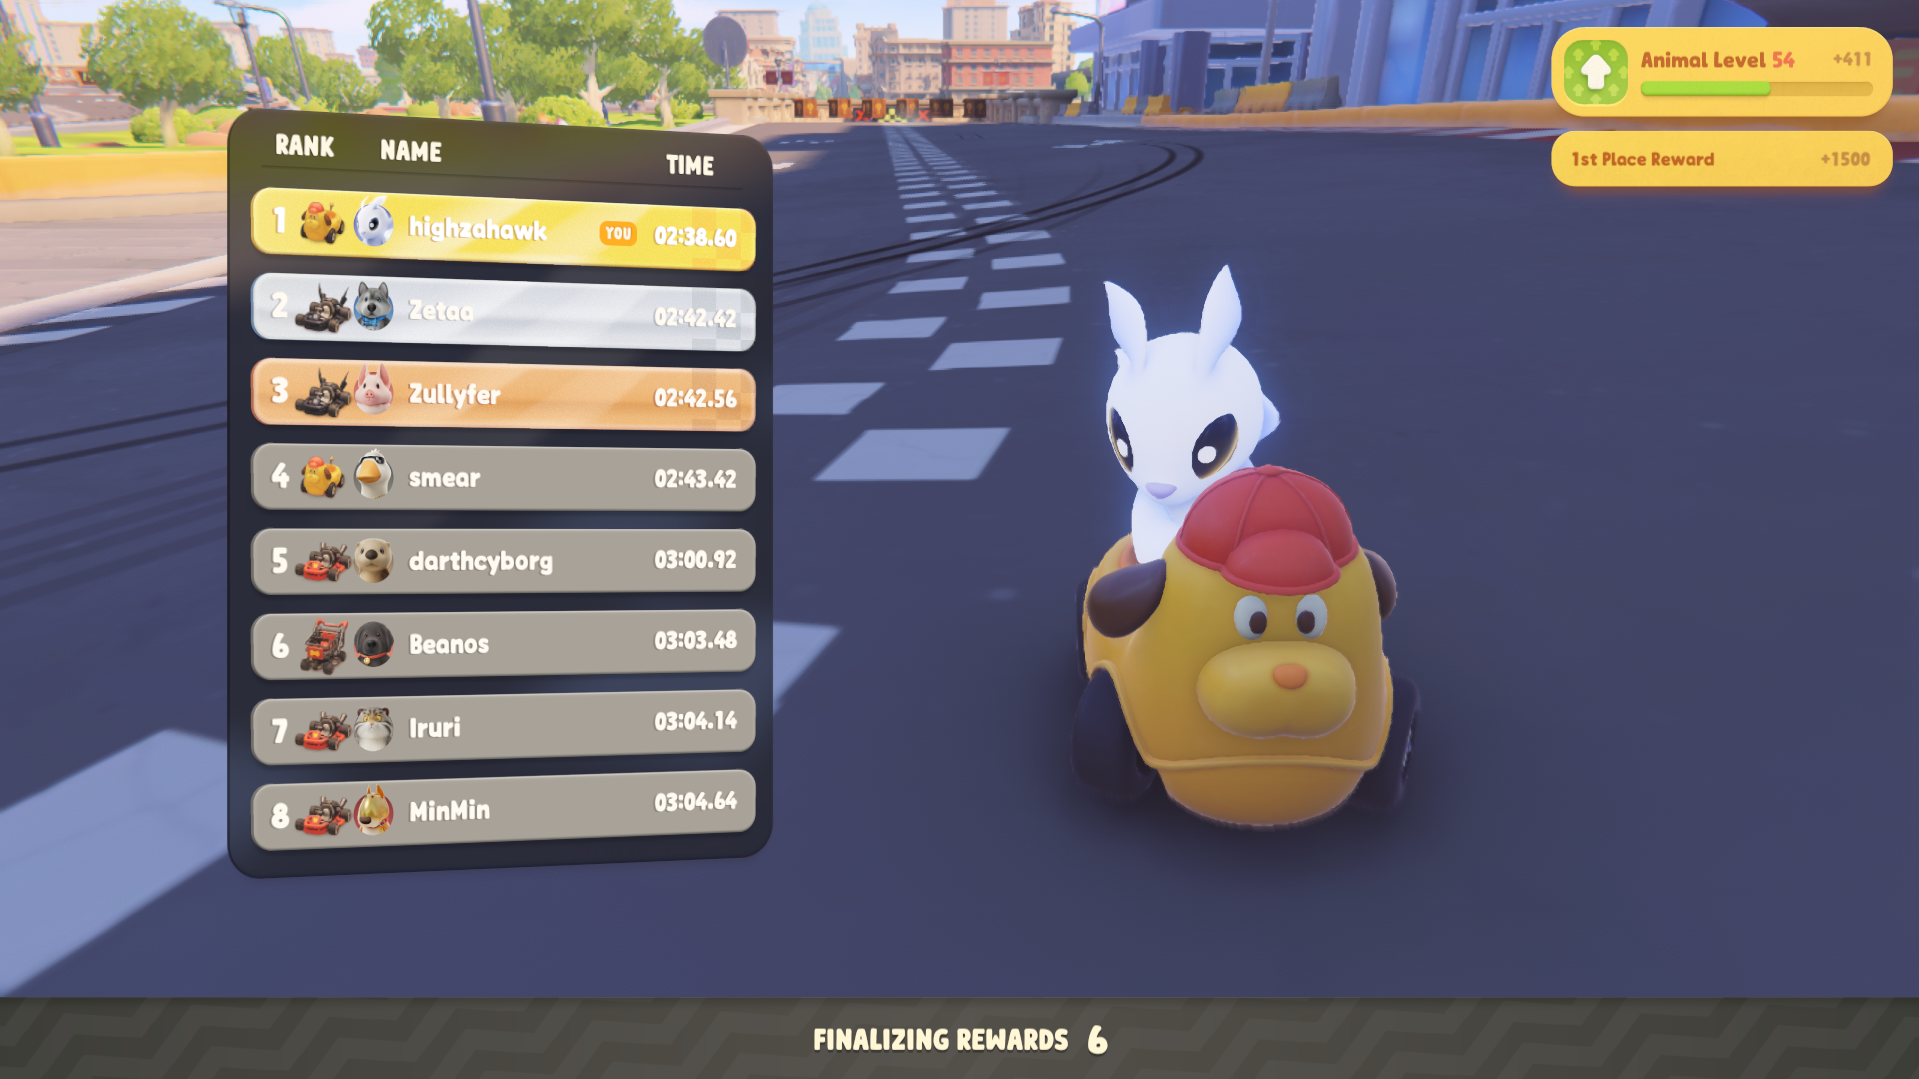 RANK NAME TIME
1 highzahawk YOU 02:38.60
2 Zetaa 02:42.42
3 Zullyfer 02:42.56
4 smear 02:43.42
5 darthcyborg 03:00.92
6 Beanos 03:03.48
7 Iruri 03:04.14
8 MinMin 03:04.64
Animal Level 54 +411
1st Place Reward +1500
FINALIZING REWARDS 6